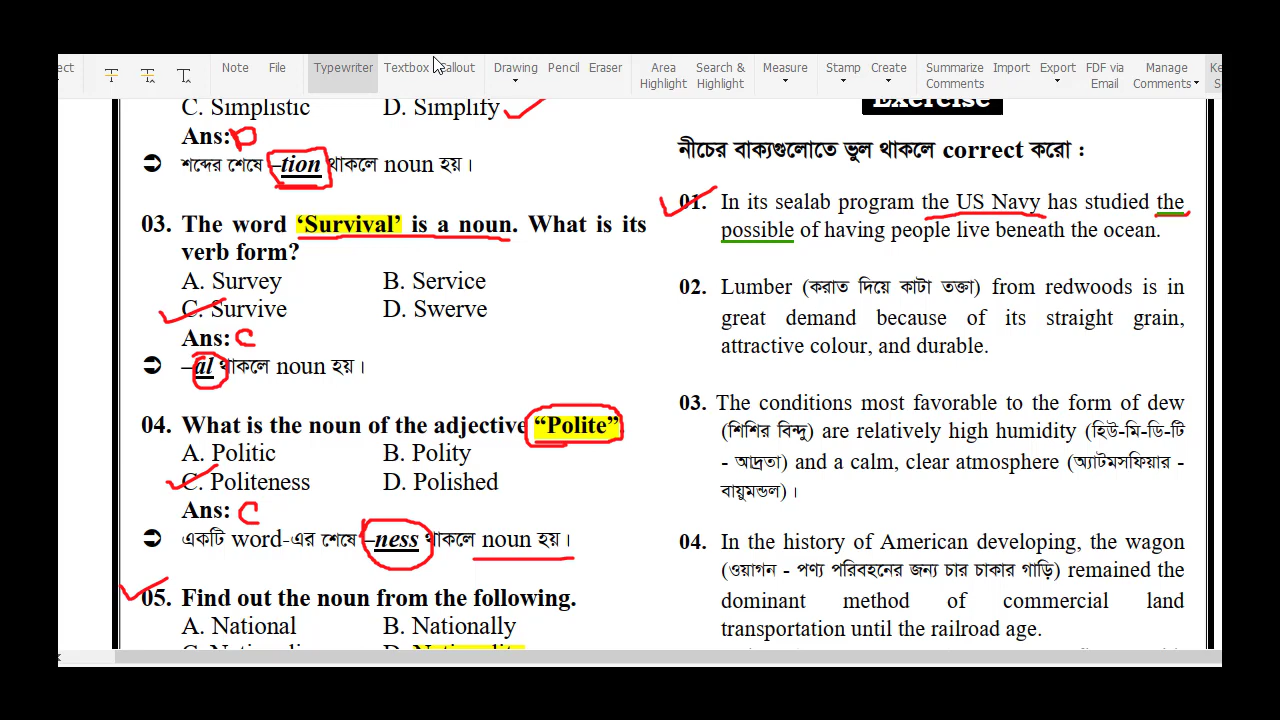 ect
Note File Typewriter Textbox Callout Drawing Pencil Eraser Area Highlight Search & Highlight Measure Stamp Create Summarize Comments Import Export FDF via Email Manage Comments
C. Simplistic D. Simplify
Ans: D
শব্দের শেষে –tion থাকলে noun হয়।
03. The word ‘Survival’ is a noun. What is its
verb form?
A. Survey B. Service
C. Survive D. Swerve
Ans: C
–al থাকলে noun হয়।
04. What is the noun of the adjective “Polite”
A. Politic B. Polity
C. Politeness D. Polished
Ans: C
একটি word-এর শেষে –ness থাকলে noun হয়।
05. Find out the noun from the following.
A. National B. Nationally
Exercise
নীচের বাক্যগুলোতে ভুল থাকলে correct করো :
01. In its sealab program the US Navy has studied the
possible of having people live beneath the ocean.
02. Lumber (করাত দিয়ে কাটা তক্তা) from redwoods is in
great demand because of its straight grain,
attractive colour, and durable.
03. The conditions most favorable to the form of dew
(শিশির বিন্দু) are relatively high humidity (হিউ-মি-ডি-টি
- আদ্রতা) and a calm, clear atmosphere (অ্যাটমসফিয়ার -
বায়ুমন্ডল)।
04. In the history of American developing, the wagon
(ওয়াগন - পণ্য পরিবহনের জন্য চার চাকার গাড়ি) remained the
dominant method of commercial land
transportation until the railroad age.